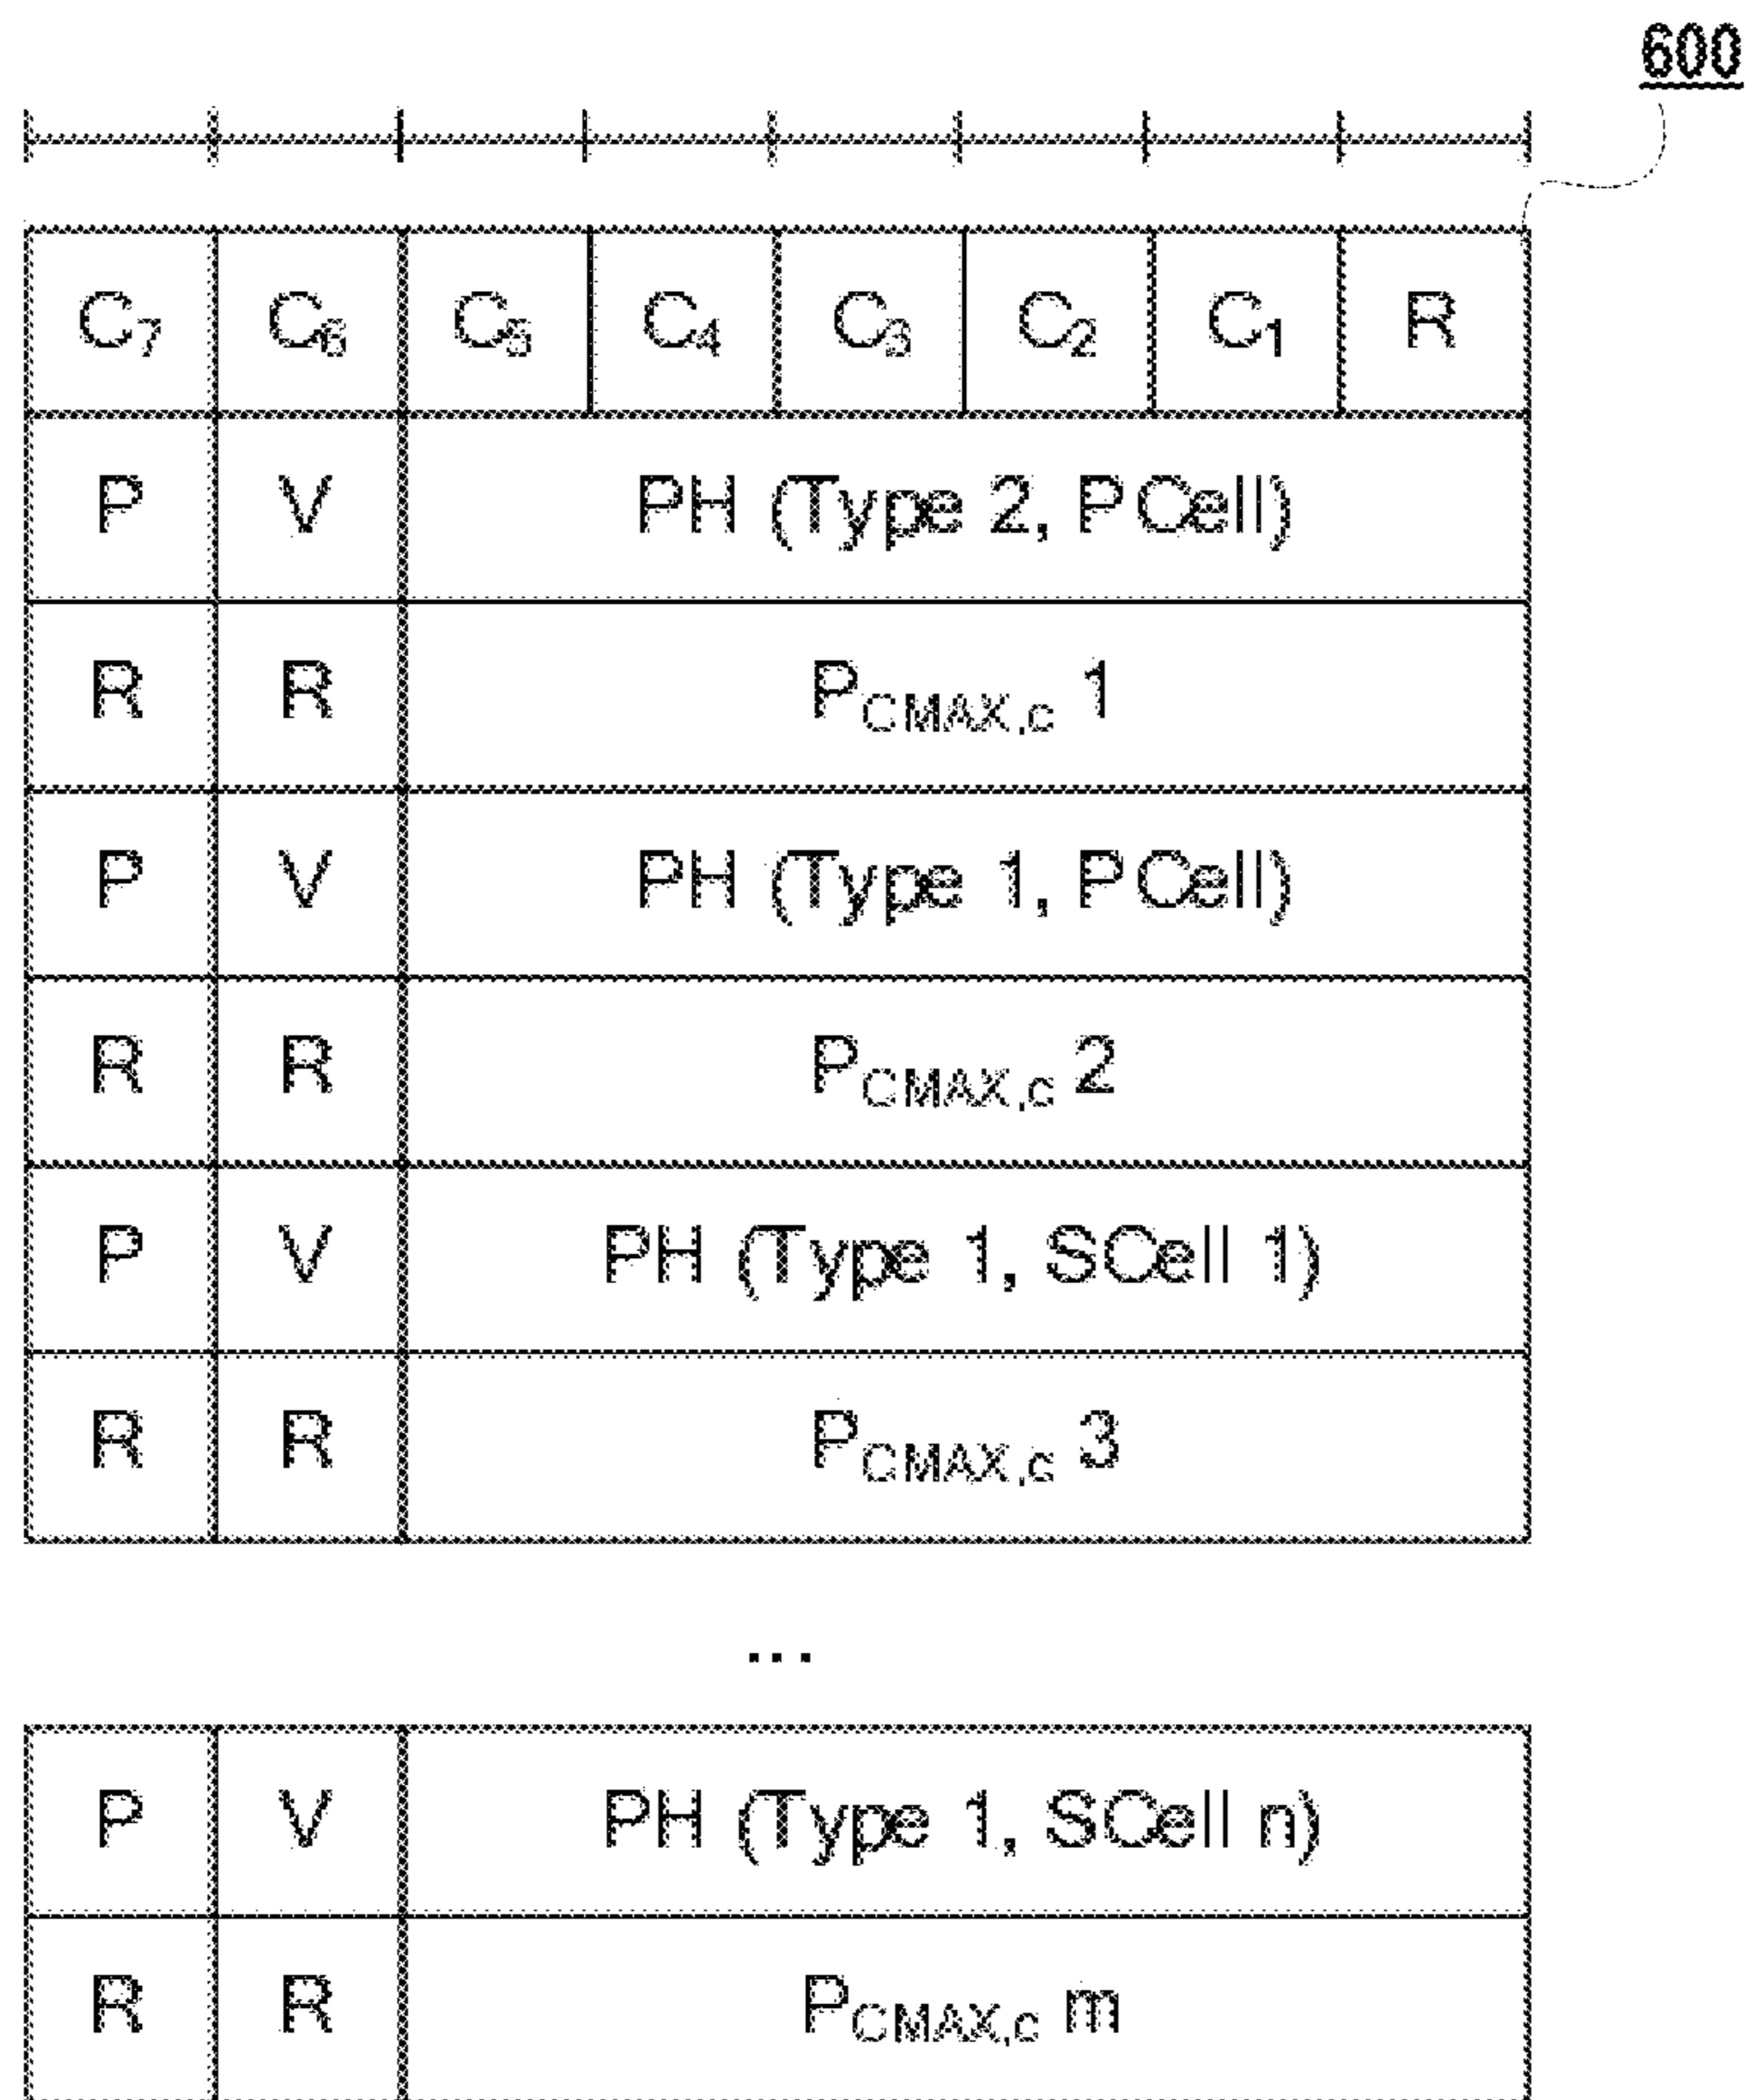 600
C7 C6 C5 C4 C3 C2 C1 R
P V PH (Type 2, PCell)
R R PCMAX,c 1
P V PH (Type 1, PCell)
R R PCMAX,c 2
P V PH (Type 1, SCell 1)
R R PCMAX,c 3
...
P V PH (Type 1, SCell n)
R R PCMAX,c m